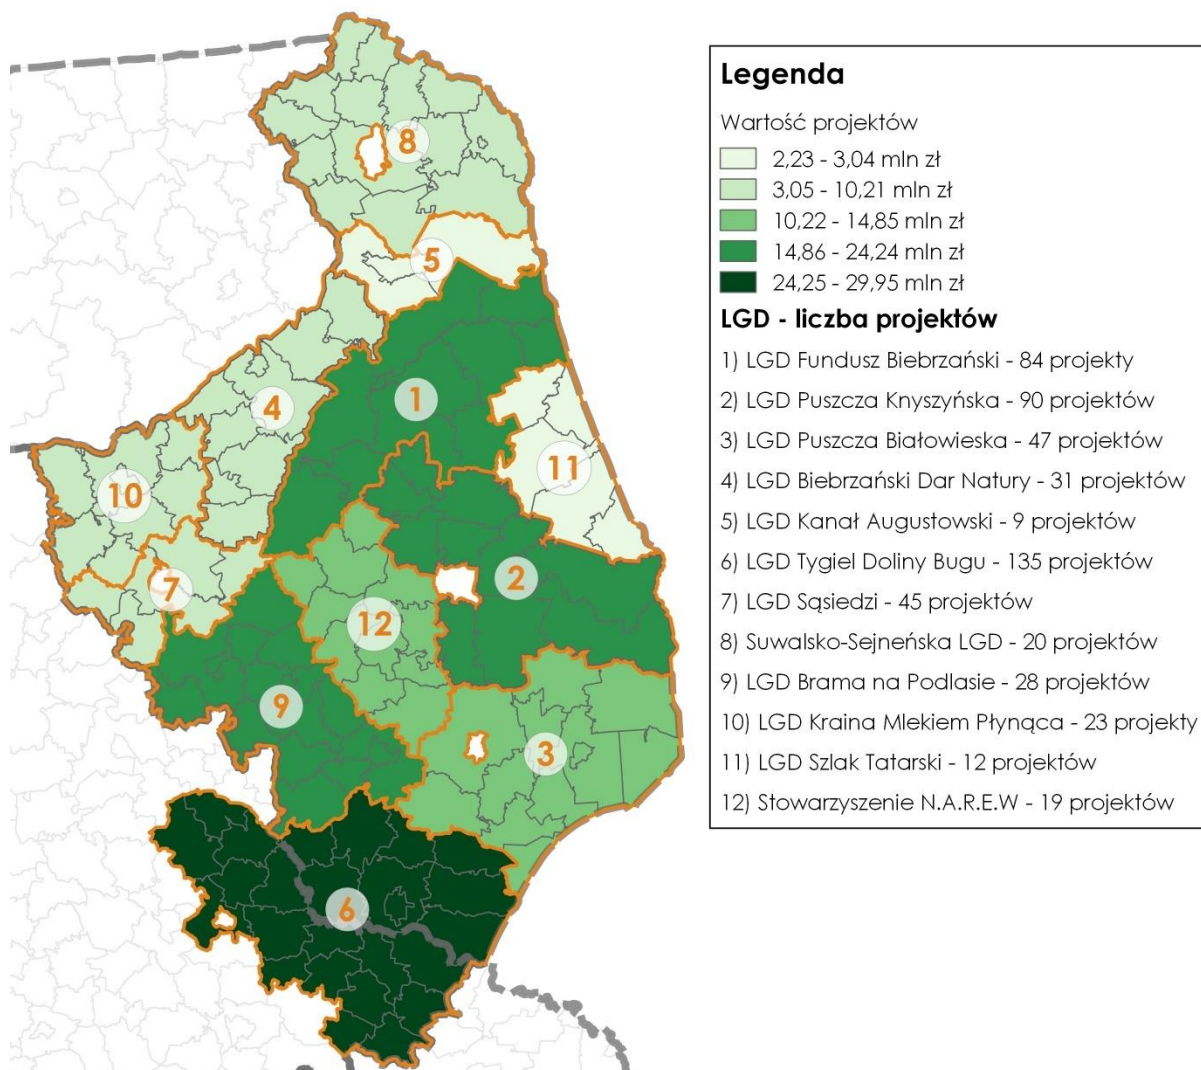 Legenda
Wartość projektów
2,23 - 3,04 mln zł
3,05 - 10,21 mln zł
10,22 - 14,85 mln zł
14,86 - 24,24 mln zł
24,25 - 29,95 mln zł
LGD - liczba projektów
1) LGD Fundusz Biebrzański - 84 projekty
2) LGD Puszcza Knyszyńska - 90 projektów
3) LGD Puszcza Białowieska - 47 projektów
4) LGD Biebrzański Dar Natury - 31 projektów
5) LGD Kanał Augustowski - 9 projektów
6) LGD Tygiel Doliny Bugu - 135 projektów
7) LGD Sąsiedzi - 45 projektów
8) Suwalsko-Sejneńska LGD - 20 projektów
9) LGD Brama na Podlasie - 28 projektów
10) LGD Kraina Mlekiem Płynąca - 23 projekty
11) LGD Szlak Tatarski - 12 projektów
12) Stowarzyszenie N.A.R.E.W - 19 projektów
8
5
1
4
11
10
2
7
12
9
3
6